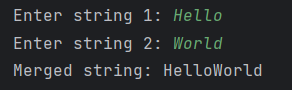 Enter string 1: Hello
Enter string 2: World
Merged string: HelloWorld